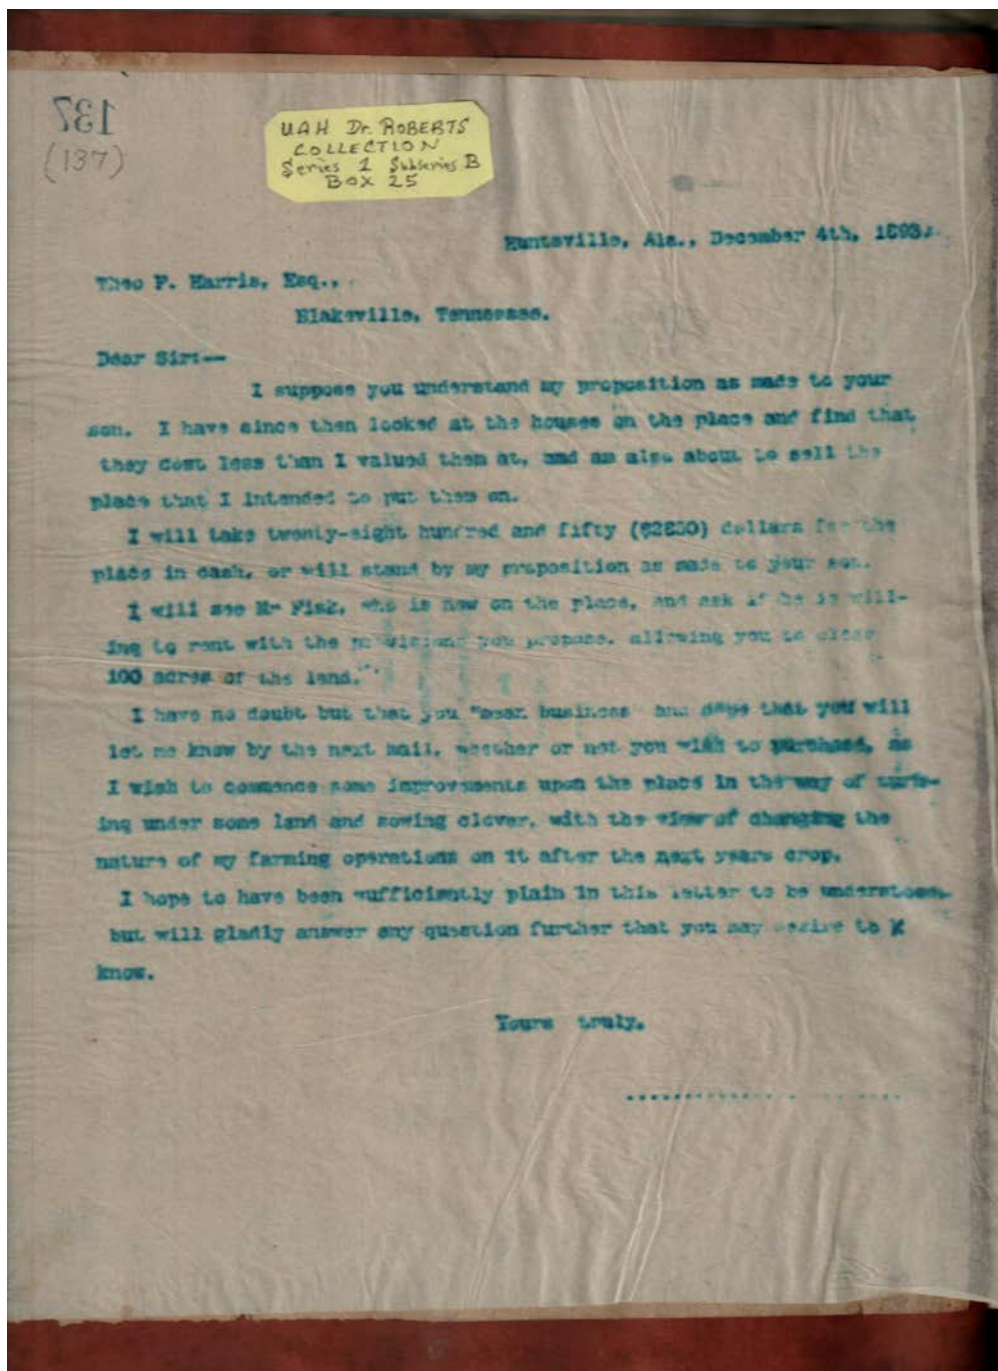 137
(137)
UAH Dr. ROBERTS
COLLECTION
Series 1 Subseries B
BOX 25
Huntsville, Ala., December 4th, 1893.
Theo P. Harris, Esq.,
Blakeville, Tennessee.
Dear Sir:--
I suppose you understand my proposition as made to your
son. I have since then looked at the houses on the place and find that
they cost less than I valued them at, and am also about to sell the
place that I intended to put them on.
I will take twenty-eight hundred and fifty ($2850) dollars for the
place in cash, or will stand by my proposition as made to your son.
I will see Mr Fisk, who is now on the place, and ask if he is will-
ing to rent with the provisions you propose, allowing you to clear
100 acres of the land.
I have no doubt but that you "mean business" and that you will
let me know by the next mail, whether or not you wish to purchase, as
I wish to commence some improvements upon the place in the way of turn-
ing under some land and sowing clover, with the view of changing the
nature of my farming operations on it after the next years crop.
I hope to have been sufficiently plain in this letter to be understood,
but will gladly answer any question further that you may desire to
know.
Yours truly,